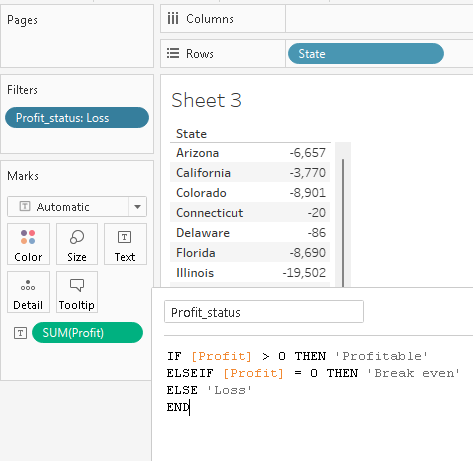 Pages
Columns
Rows
State
Filters
Profit_status: Loss
Sheet 3
State
Arizona -6,657
California -3,770
Colorado -8,901
Connecticut -20
Delaware -86
Florida -8,690
Illinois -19,502
Marks
Automatic
Color Size Text
Detail Tooltip
SUM(Profit)
Profit_status
IF [Profit] > 0 THEN 'Profitable'
ELSEIF [Profit] = 0 THEN 'Break even'
ELSE 'Loss'
END